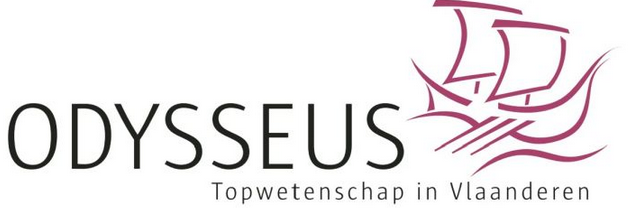 ODYSSEUS
Topwetenschap in Vlaanderen